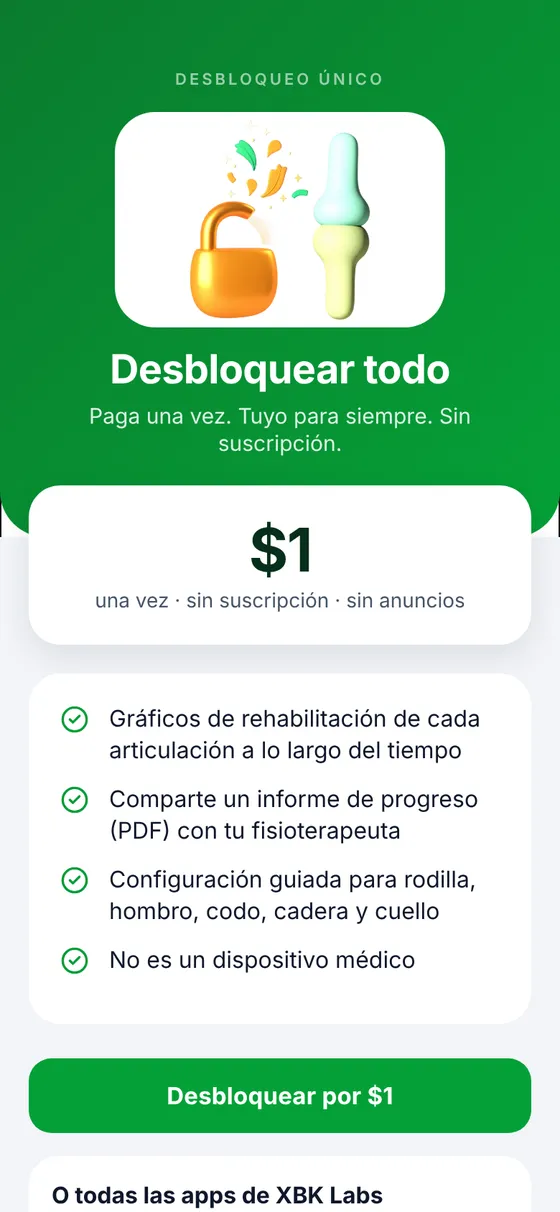 DESBLOQUEO ÚNICO
Desbloquear todo
Paga una vez. Tuyo para siempre. Sin
suscripción.
$1
una vez · sin suscripción · sin anuncios
Gráficos de rehabilitación de cada
articulación a lo largo del tiempo
Comparte un informe de progreso
(PDF) con tu fisioterapeuta
Configuración guiada para rodilla,
hombro, codo, cadera y cuello
No es un dispositivo médico
Desbloquear por $1
O todas las apps de XBK Labs